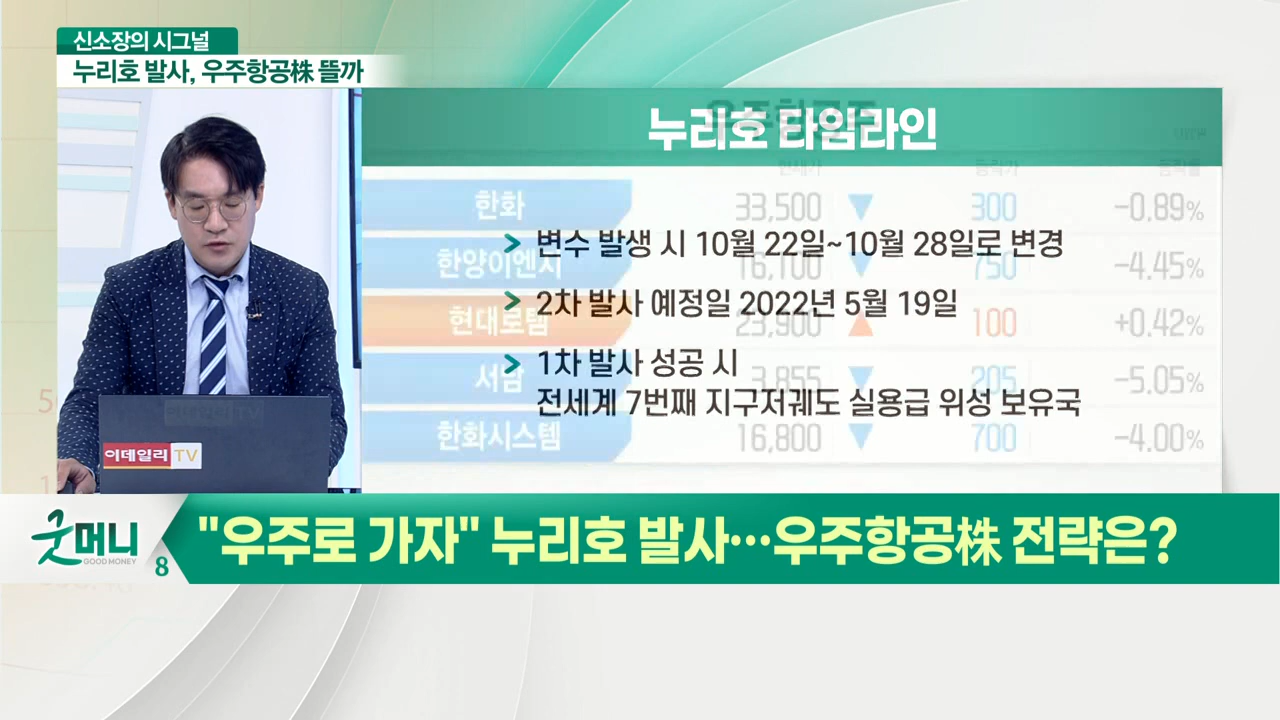 신소장의 시그널
누리호 발사, 우주항공株 뜰까
누리호 타임라인
한화 33,500 ▼ 300 -0.89%
> 변수 발생 시 10월 22일~10월 28일로 변경
한양이엔지 16,100 ▼ 750 -4.45%
> 2차 발사 예정일 2022년 5월 19일
현대로템 23,900 ▲ 100 +0.42%
> 1차 발사 성공 시
서남 3,855 ▼ 205 -5.05%
전세계 7번째 지구저궤도 실용급 위성 보유국
한화시스템 16,800 ▼ 700 -4.00%
이데일리 TV
이데일리 TV
굿머니
GOOD MONEY
8
"우주로 가자" 누리호 발사…우주항공株 전략은?